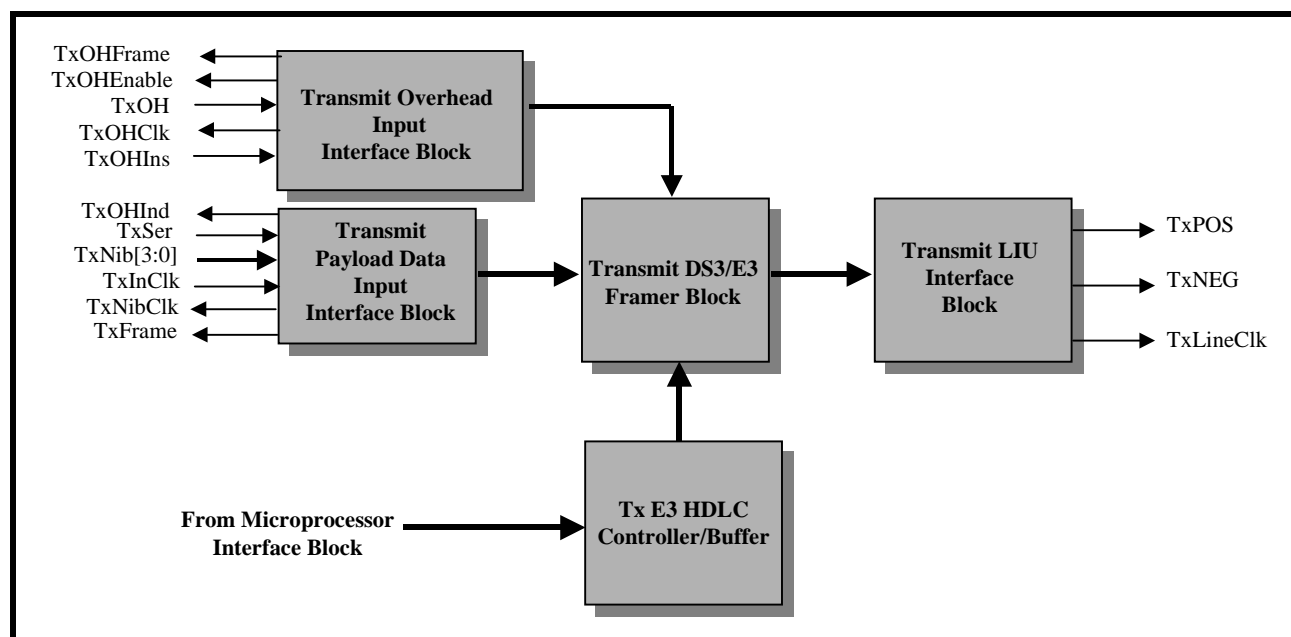 TxOHFrame
TxOHEnable
TxOH
TxOHClk
TxOHIns
Transmit Overhead
Input
Interface Block
TxOHInd
TxSer
TxNib[3:0]
TxInClk
TxNibClk
TxFrame
Transmit
Payload Data
Input
Interface Block
Transmit DS3/E3
Framer Block
Transmit LIU
Interface
Block
TxPOS
TxNEG
TxLineClk
From Microprocessor
Interface Block
Tx E3 HDLC
Controller/Buffer